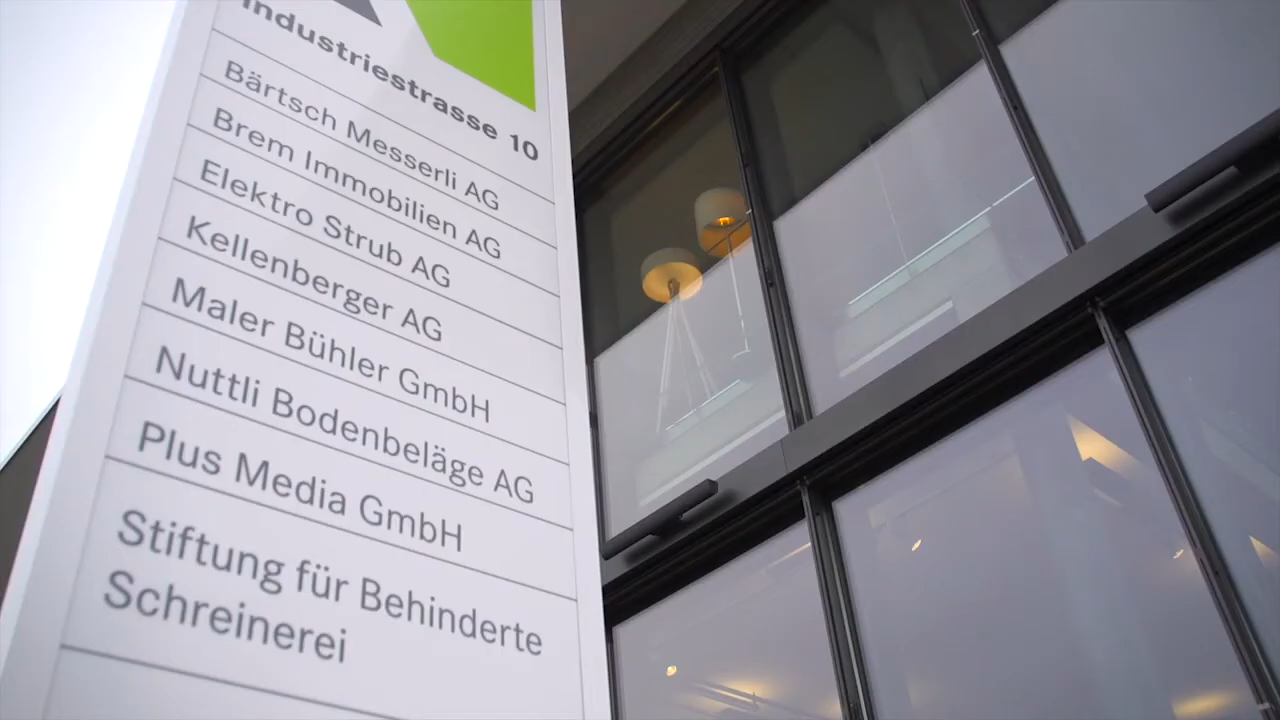 Industriestrasse 10
Bärtsch Messerli AG
Brem Immobilien AG
Elektro Strub AG
Kellenberger AG
Maler Bühler GmbH
Nuttli Bodenbeläge AG
Plus Media GmbH
Stiftung für Behinderte
Schreinerei